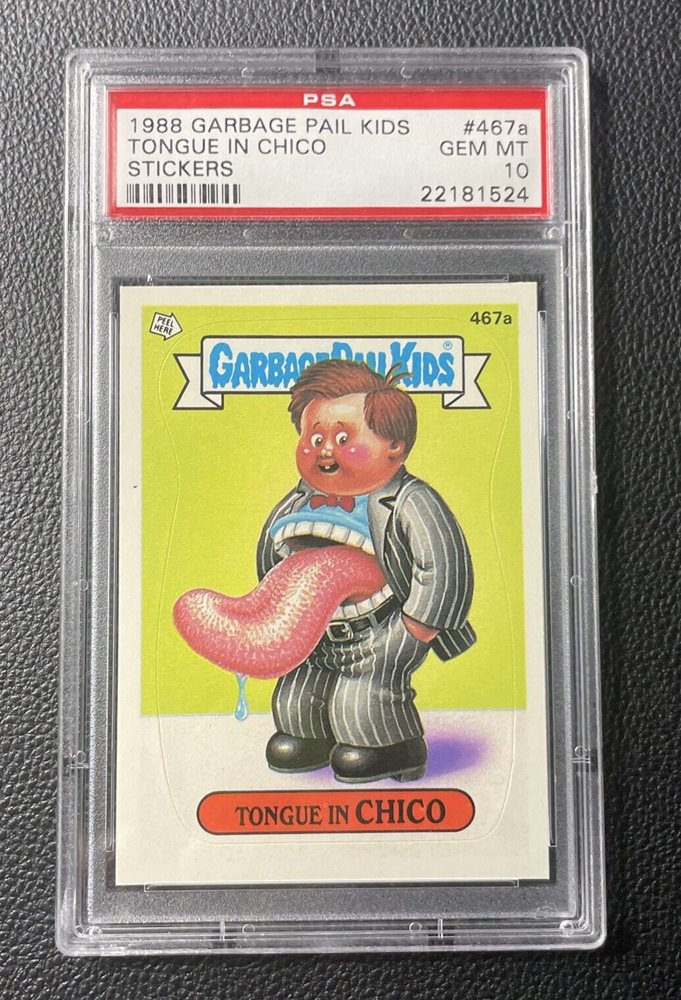 PSA
1988 GARBAGE PAIL KIDS #467a
TONGUE IN CHICO GEM MT
STICKERS 10
22181524
PEEL HERE
467a
GARBAGE PAIL KIDS®
TONGUE IN CHICO